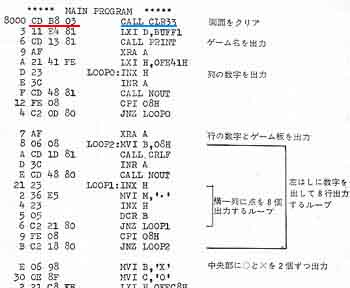 ***** MAIN PROGRAM *****
8000 CD B8 03 CALL CLR33 画面をクリア
3 11 E4 81 LXI D,BUFF1
6 CD 13 81 CALL PRINT ゲーム名を出力
9 AF XRA A
A 21 41 FE LXI H,0FE41H
D 23 LOOP0:INX H 列の数字を出力
E 3C INR A
F CD 48 81 CALL NOUT
12 FE 08 CPI 08H
4 C2 0D 80 JNZ LOOP0
7 AF XRA A 行の数字とゲーム板を出力
8 06 08 LOOP2:MVI B,08H
A CD 1D 81 CALL CRLF
D 3C INR A
E CD 48 80 CALL NOUT
21 23 LOOP1:INX H
2 36 E5 MVI M,'・'
4 23 INX H
5 05 DCR B
6 C2 21 80 JNZ LOOP1
9 FE 08 CPI 08H
B C2 18 80 JNZ LOOP2
横一列に点を8個
出力するループ
左はしに数字を
出して8行出力
するループ
E 06 98 MVI B,'X' 中央部に○と×を2個ずつ出力
30 0E 8F MVI C,'O'
2 21 C8 FE LXI H,0FEC8H